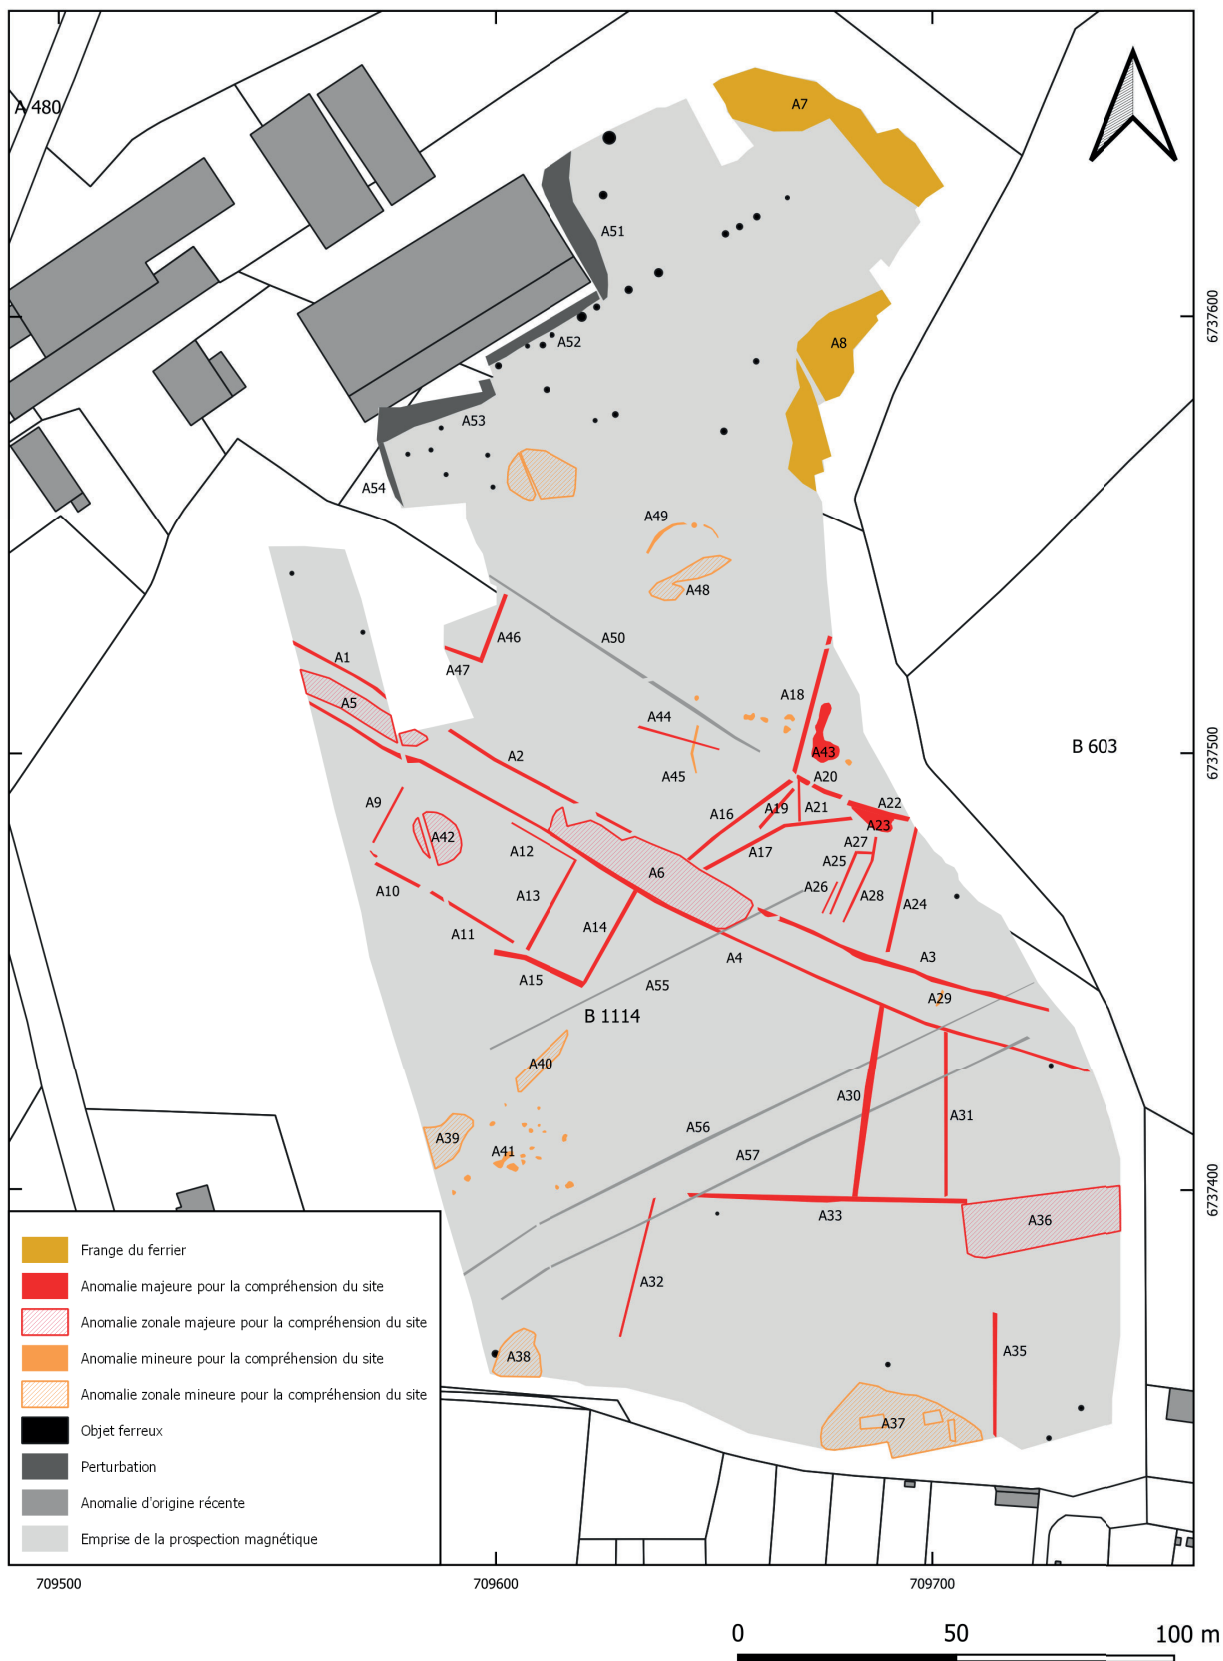 A 480
A7
A51
6737600
A52
A8
A53
A54
A49
A48
A46
A50
A1
A47
A18
A5
A44
A43
B 603
6737500
A2
A45
A20
A9
A16
A19
A21
A22
A42
A23
A12
A17
A27
A25
A6
A10
A13
A26
A28
A24
A14
A11
A3
A4
A15
A55
A29
B 1114
A40
A30
A31
A56
A39
A41
A57
6737400
A33
A36
A32
A38
A35
A37
Frange du ferrier
Anomalie majeure pour la compréhension du site
Anomalie zonale majeure pour la compréhension du site
Anomalie mineure pour la compréhension du site
Anomalie zonale mineure pour la compréhension du site
Objet ferreux
Perturbation
Anomalie d'origine récente
Emprise de la prospection magnétique
709500
709600
709700
0
50
100 m